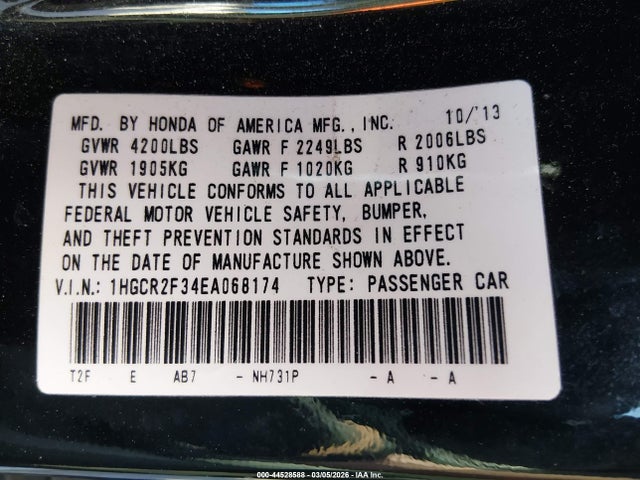 MFD. BY HONDA OF AMERICA MFG., INC. 10/'13
GVWR 4200LBS GAWR F 2249LBS R 2006LBS
GVWR 1905KG GAWR F 1020KG R 910KG
THIS VEHICLE CONFORMS TO ALL APPLICABLE
FEDERAL MOTOR VEHICLE SAFETY, BUMPER,
AND THEFT PREVENTION STANDARDS IN EFFECT
ON THE DATE OF MANUFACTURE SHOWN ABOVE.
V.I.N.: 1HGCR2F34EA068174 TYPE: PASSENGER CAR
T2F E AB7 - NH731P - A - A
000-44528588 - 03/05/2026 - IAA Inc.